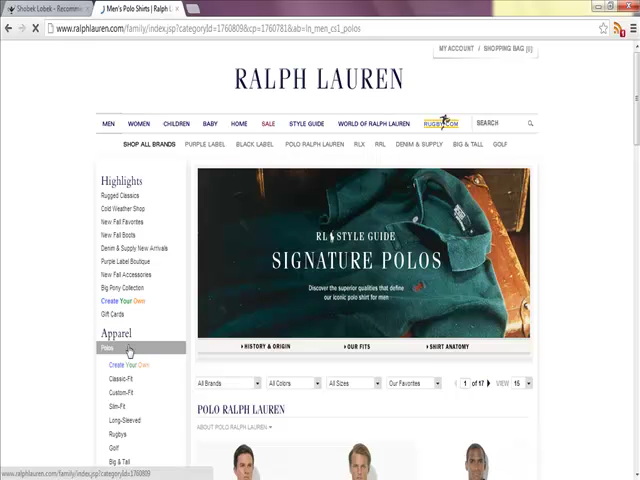 Shobek Lobek - Recomme
Men's Polo Shirts | Ralph L
www.ralphlauren.com/family/index.jsp?categoryId=1760809&cp=1760781&ab=ln_men_cs1_polos
MY ACCOUNT / SHOPPING BAG [0]
RALPH LAUREN
MEN WOMEN CHILDREN BABY HOME SALE STYLE GUIDE WORLD OF RALPH LAUREN RUGBY.COM SEARCH
SHOP ALL BRANDS PURPLE LABEL BLACK LABEL POLO RALPH LAUREN RLX RRL DENIM & SUPPLY BIG & TALL GOLF
Highlights
Rugged Classics
Cold Weather Shop
New Fall Favorites
New Fall Boots
Denim & Supply New Arrivals
Purple Label Boutique
New Fall Accessories
Big Pony Collection
Create Your Own
Gift Cards
Apparel
Polos
Create Your Own
Classic-Fit
Custom-Fit
Slim-Fit
Long-Sleeved
Rugbys
Golf
Big & Tall
RL STYLE GUIDE
SIGNATURE POLOS
Discover the superior qualities that define
our iconic polo shirt for men
HISTORY & ORIGIN OUR FITS SHIRT ANATOMY
All Brands All Colors All Sizes Our Favorites 1 of 17 VIEW 15
POLO RALPH LAUREN
ABOUT POLO RALPH LAUREN
www.ralphlauren.com/family/index.jsp?categoryId=1760809